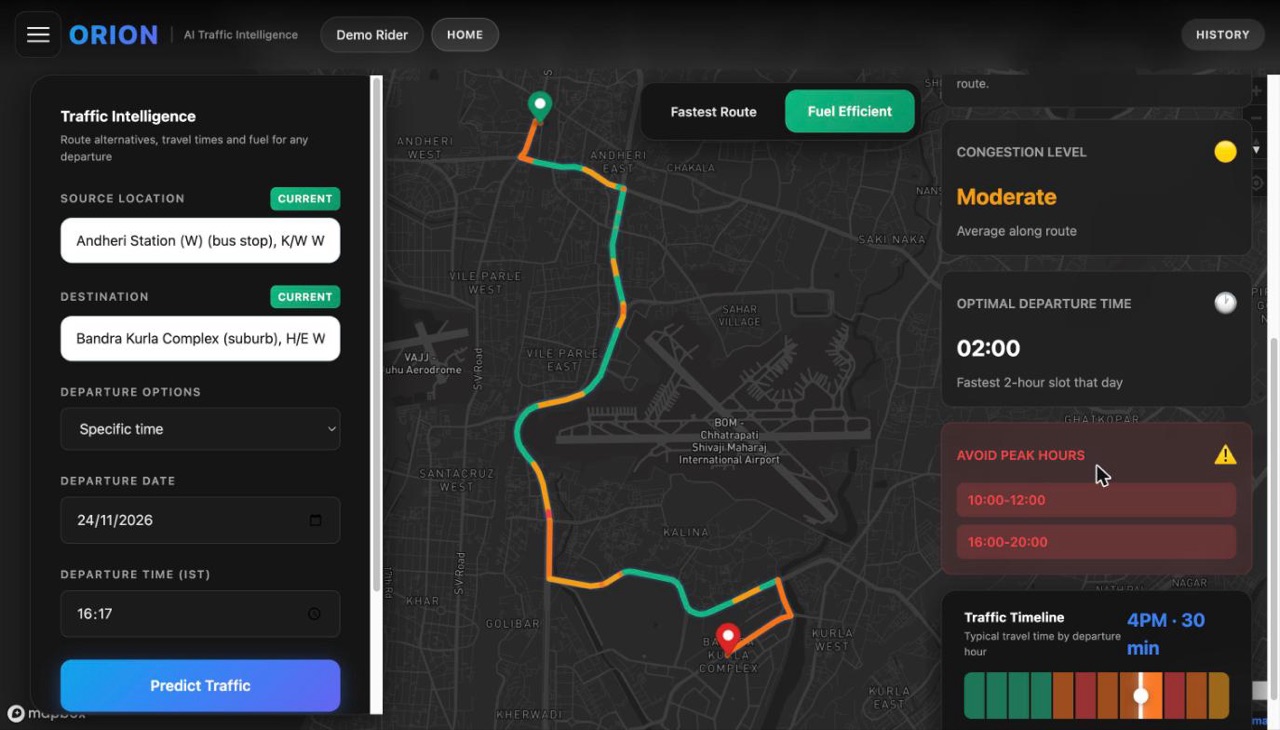 ORION
AI Traffic Intelligence
Demo Rider
HOME
HISTORY
Traffic Intelligence
Route alternatives, travel times and fuel for any
departure
SOURCE LOCATION
CURRENT
Andheri Station (W) (bus stop), K/W W
DESTINATION
CURRENT
Bandra Kurla Complex (suburb), H/E W
DEPARTURE OPTIONS
Specific time
DEPARTURE DATE
24/11/2026
DEPARTURE TIME (IST)
16:17
Predict Traffic
mapbox
Fastest Route
Fuel Efficient
ANDHERI
WEST
ANDHERI
EAST
CHAKALA
SAKI NAKA
VILE PARLE
WEST
SAHAR
VILLAGE
VILE PARLE
EAST
VAJJ -
uhu Aerodrome
S V Road
BOM -
Chhatrapati
Shivaji Maharaj
International Airport
SANTACRUZ
WEST
KALINA
S.V Road
KHAR
GOLIBAR
KURLA
COMPLEX
KURLA
WEST
KURLA
EAST
KHERWADI
GHATKOPAR
NAGAR
route.
CONGESTION LEVEL
Moderate
Average along route
OPTIMAL DEPARTURE TIME
02:00
Fastest 2-hour slot that day
AVOID PEAK HOURS
10:00-12:00
16:00-20:00
Traffic Timeline
Typical travel time by departure
hour
4PM · 30
min